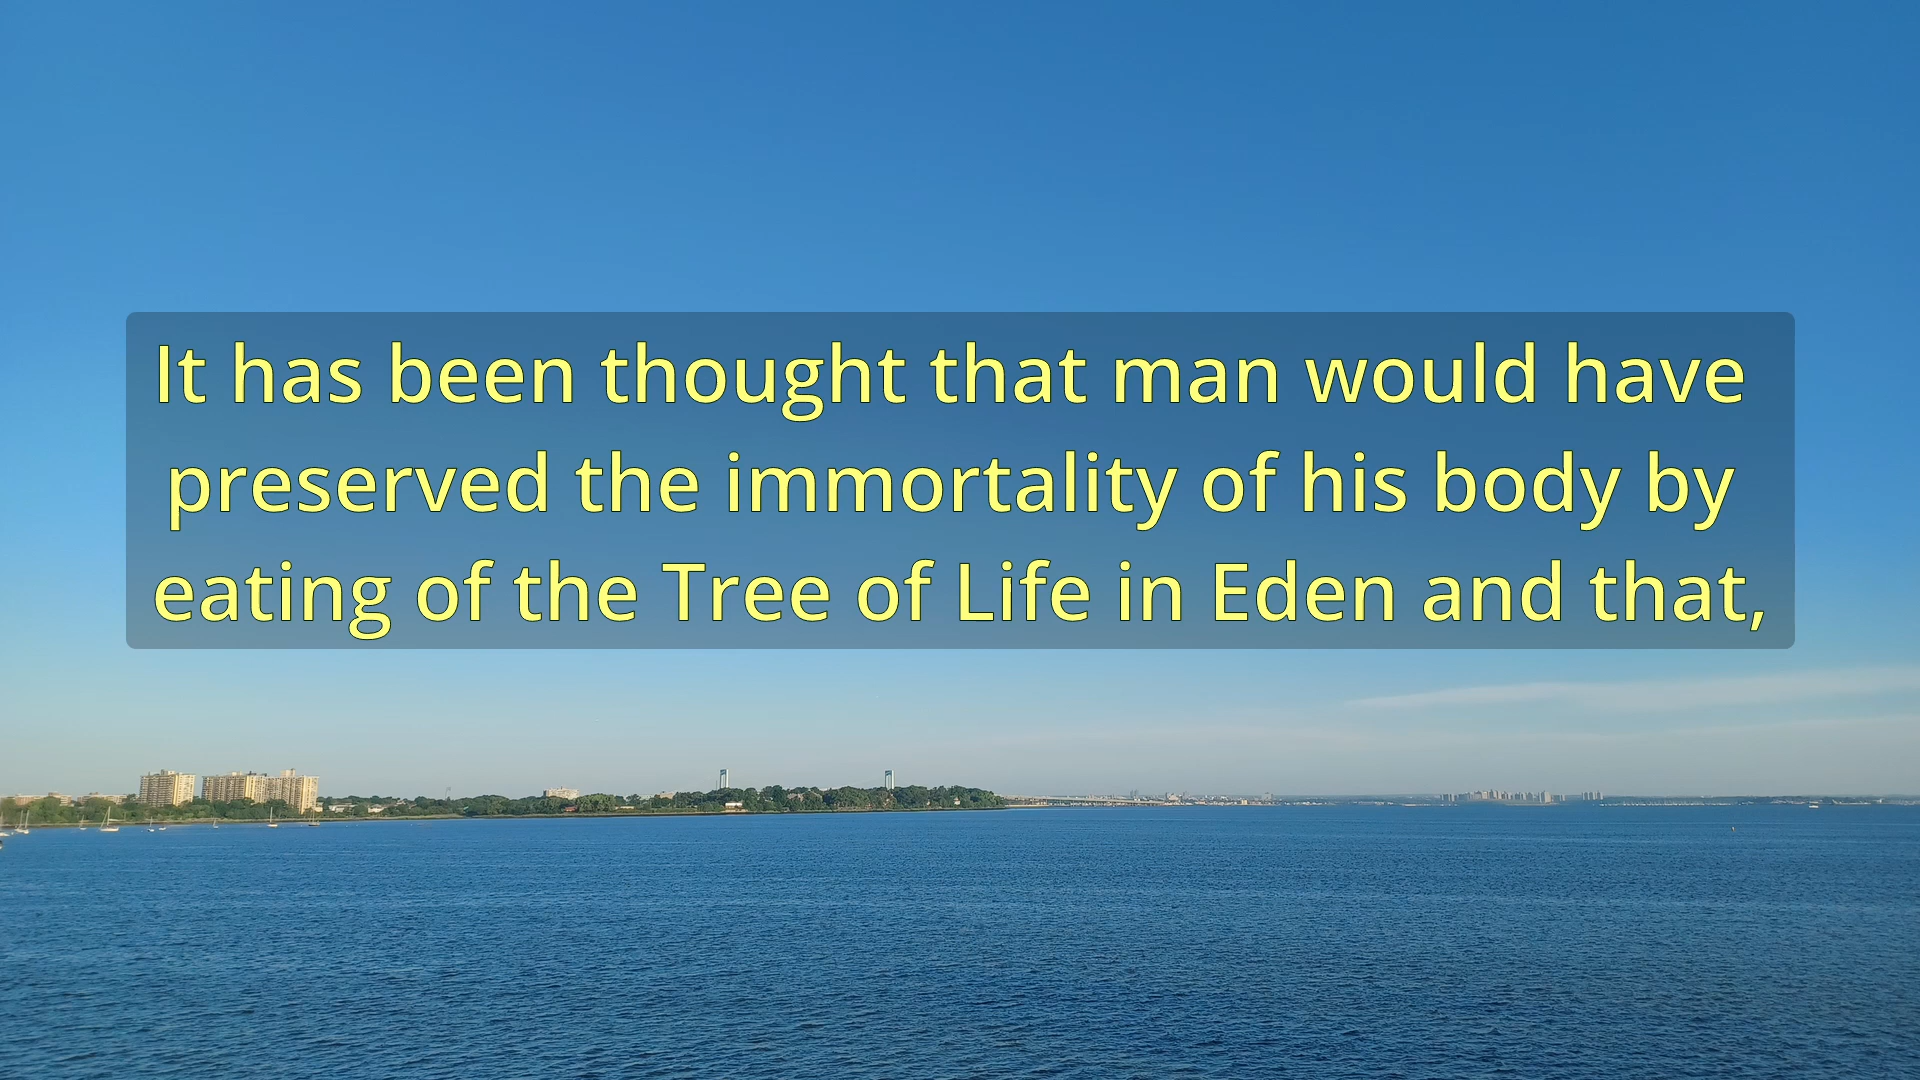 It has been thought that man would have
preserved the immortality of his body by
eating of the Tree of Life in Eden and that,